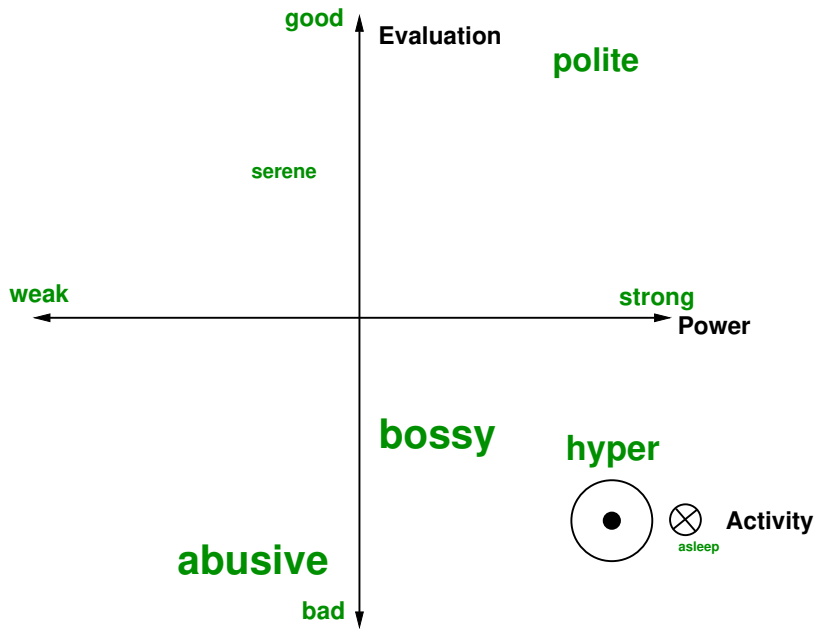 good
Evaluation
polite
serene
weak
strong
Power
bossy
hyper
Activity
asleep
abusive
bad